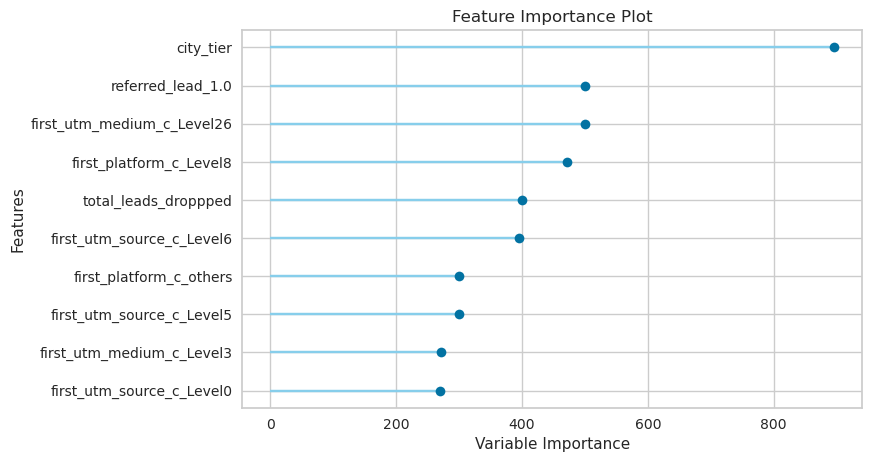 Feature Importance Plot
city_tier
referred_lead_1.0
first_utm_medium_c_Level26
first_platform_c_Level8
total_leads_droppped
first_utm_source_c_Level6
first_platform_c_others
first_utm_source_c_Level5
first_utm_medium_c_Level3
first_utm_source_c_Level0
Features
0 200 400 600 800
Variable Importance